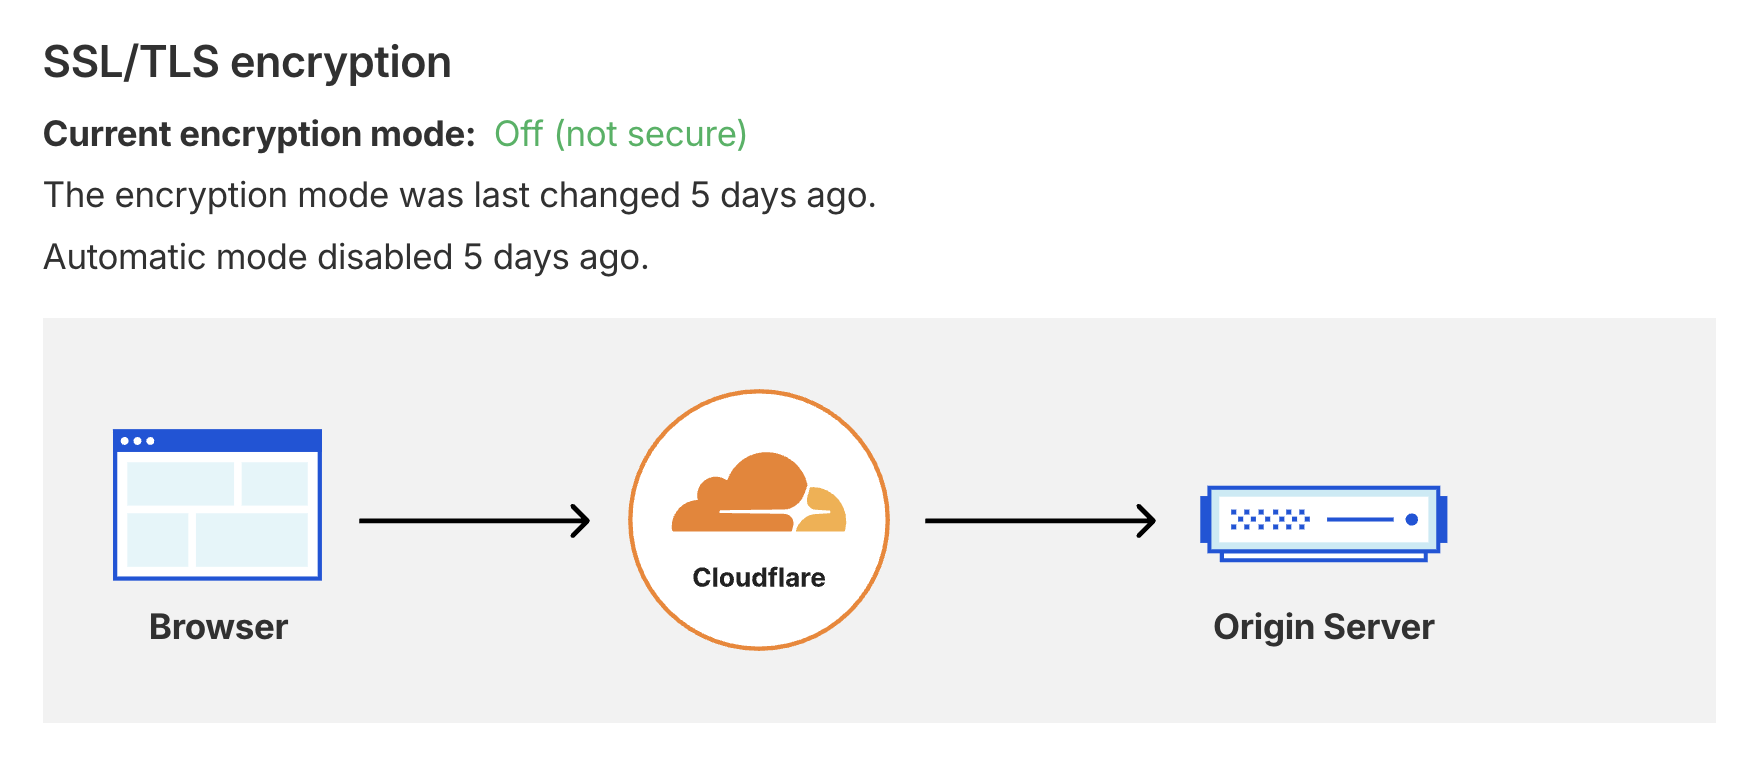 SSL/TLS encryption
Current encryption mode: Off (not secure)
The encryption mode was last changed 5 days ago.
Automatic mode disabled 5 days ago.
Cloudflare
Browser
Origin Server